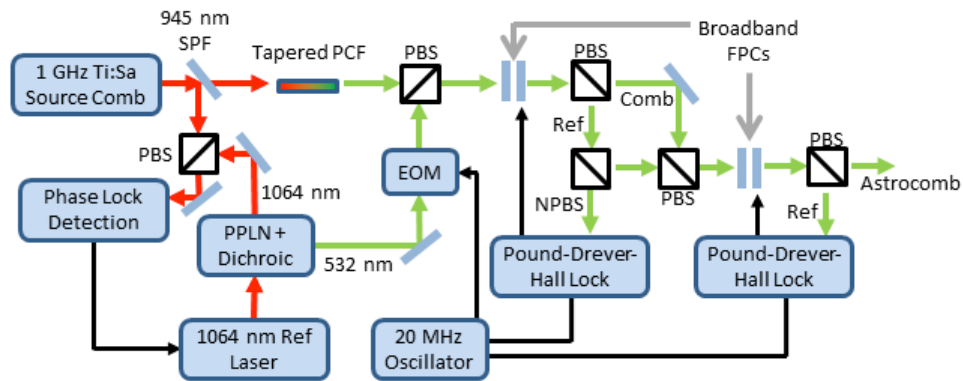 945 nm
SPF
Tapered PCF
PBS
PBS
Broadband
FPCs
1 GHz Ti:Sa
Source Comb
Comb
Ref
PBS
PBS
EOM
1064 nm
NPBS
PBS
Astrocomb
Ref
Phase Lock
Detection
PPLN +
Dichroic
532 nm
Pound-Drever-
Hall Lock
Pound-Drever-
Hall Lock
1064 nm Ref
Laser
20 MHz
Oscillator